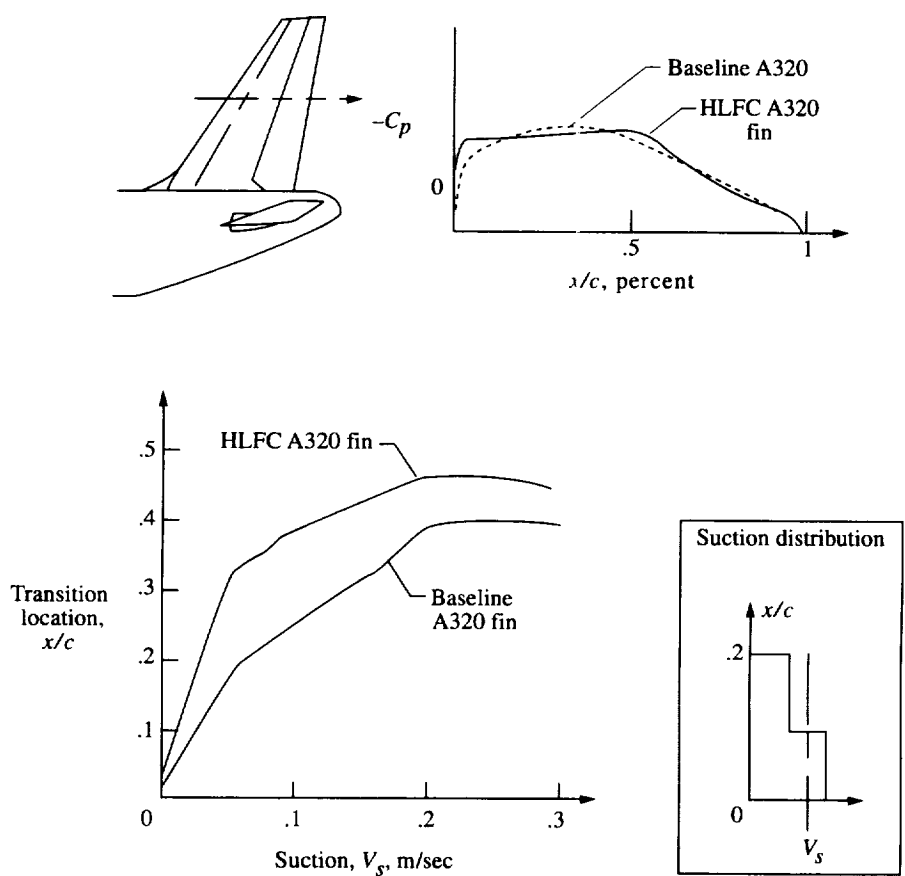 Baseline A320
HLFC A320
fin
–Cp
0
.5
1
x/c, percent
.5
.4
.3
.2
.1
0
.1
.2
.3
HLFC A320 fin
Baseline
A320 fin
Transition
location,
x/c
Suction, Vs, m/sec
Suction distribution
x/c
.2
0
Vs